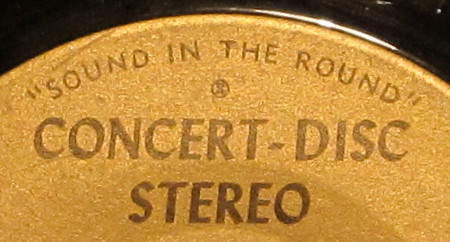 "SOUND IN THE ROUND"
®
CONCERT-DISC
STEREO